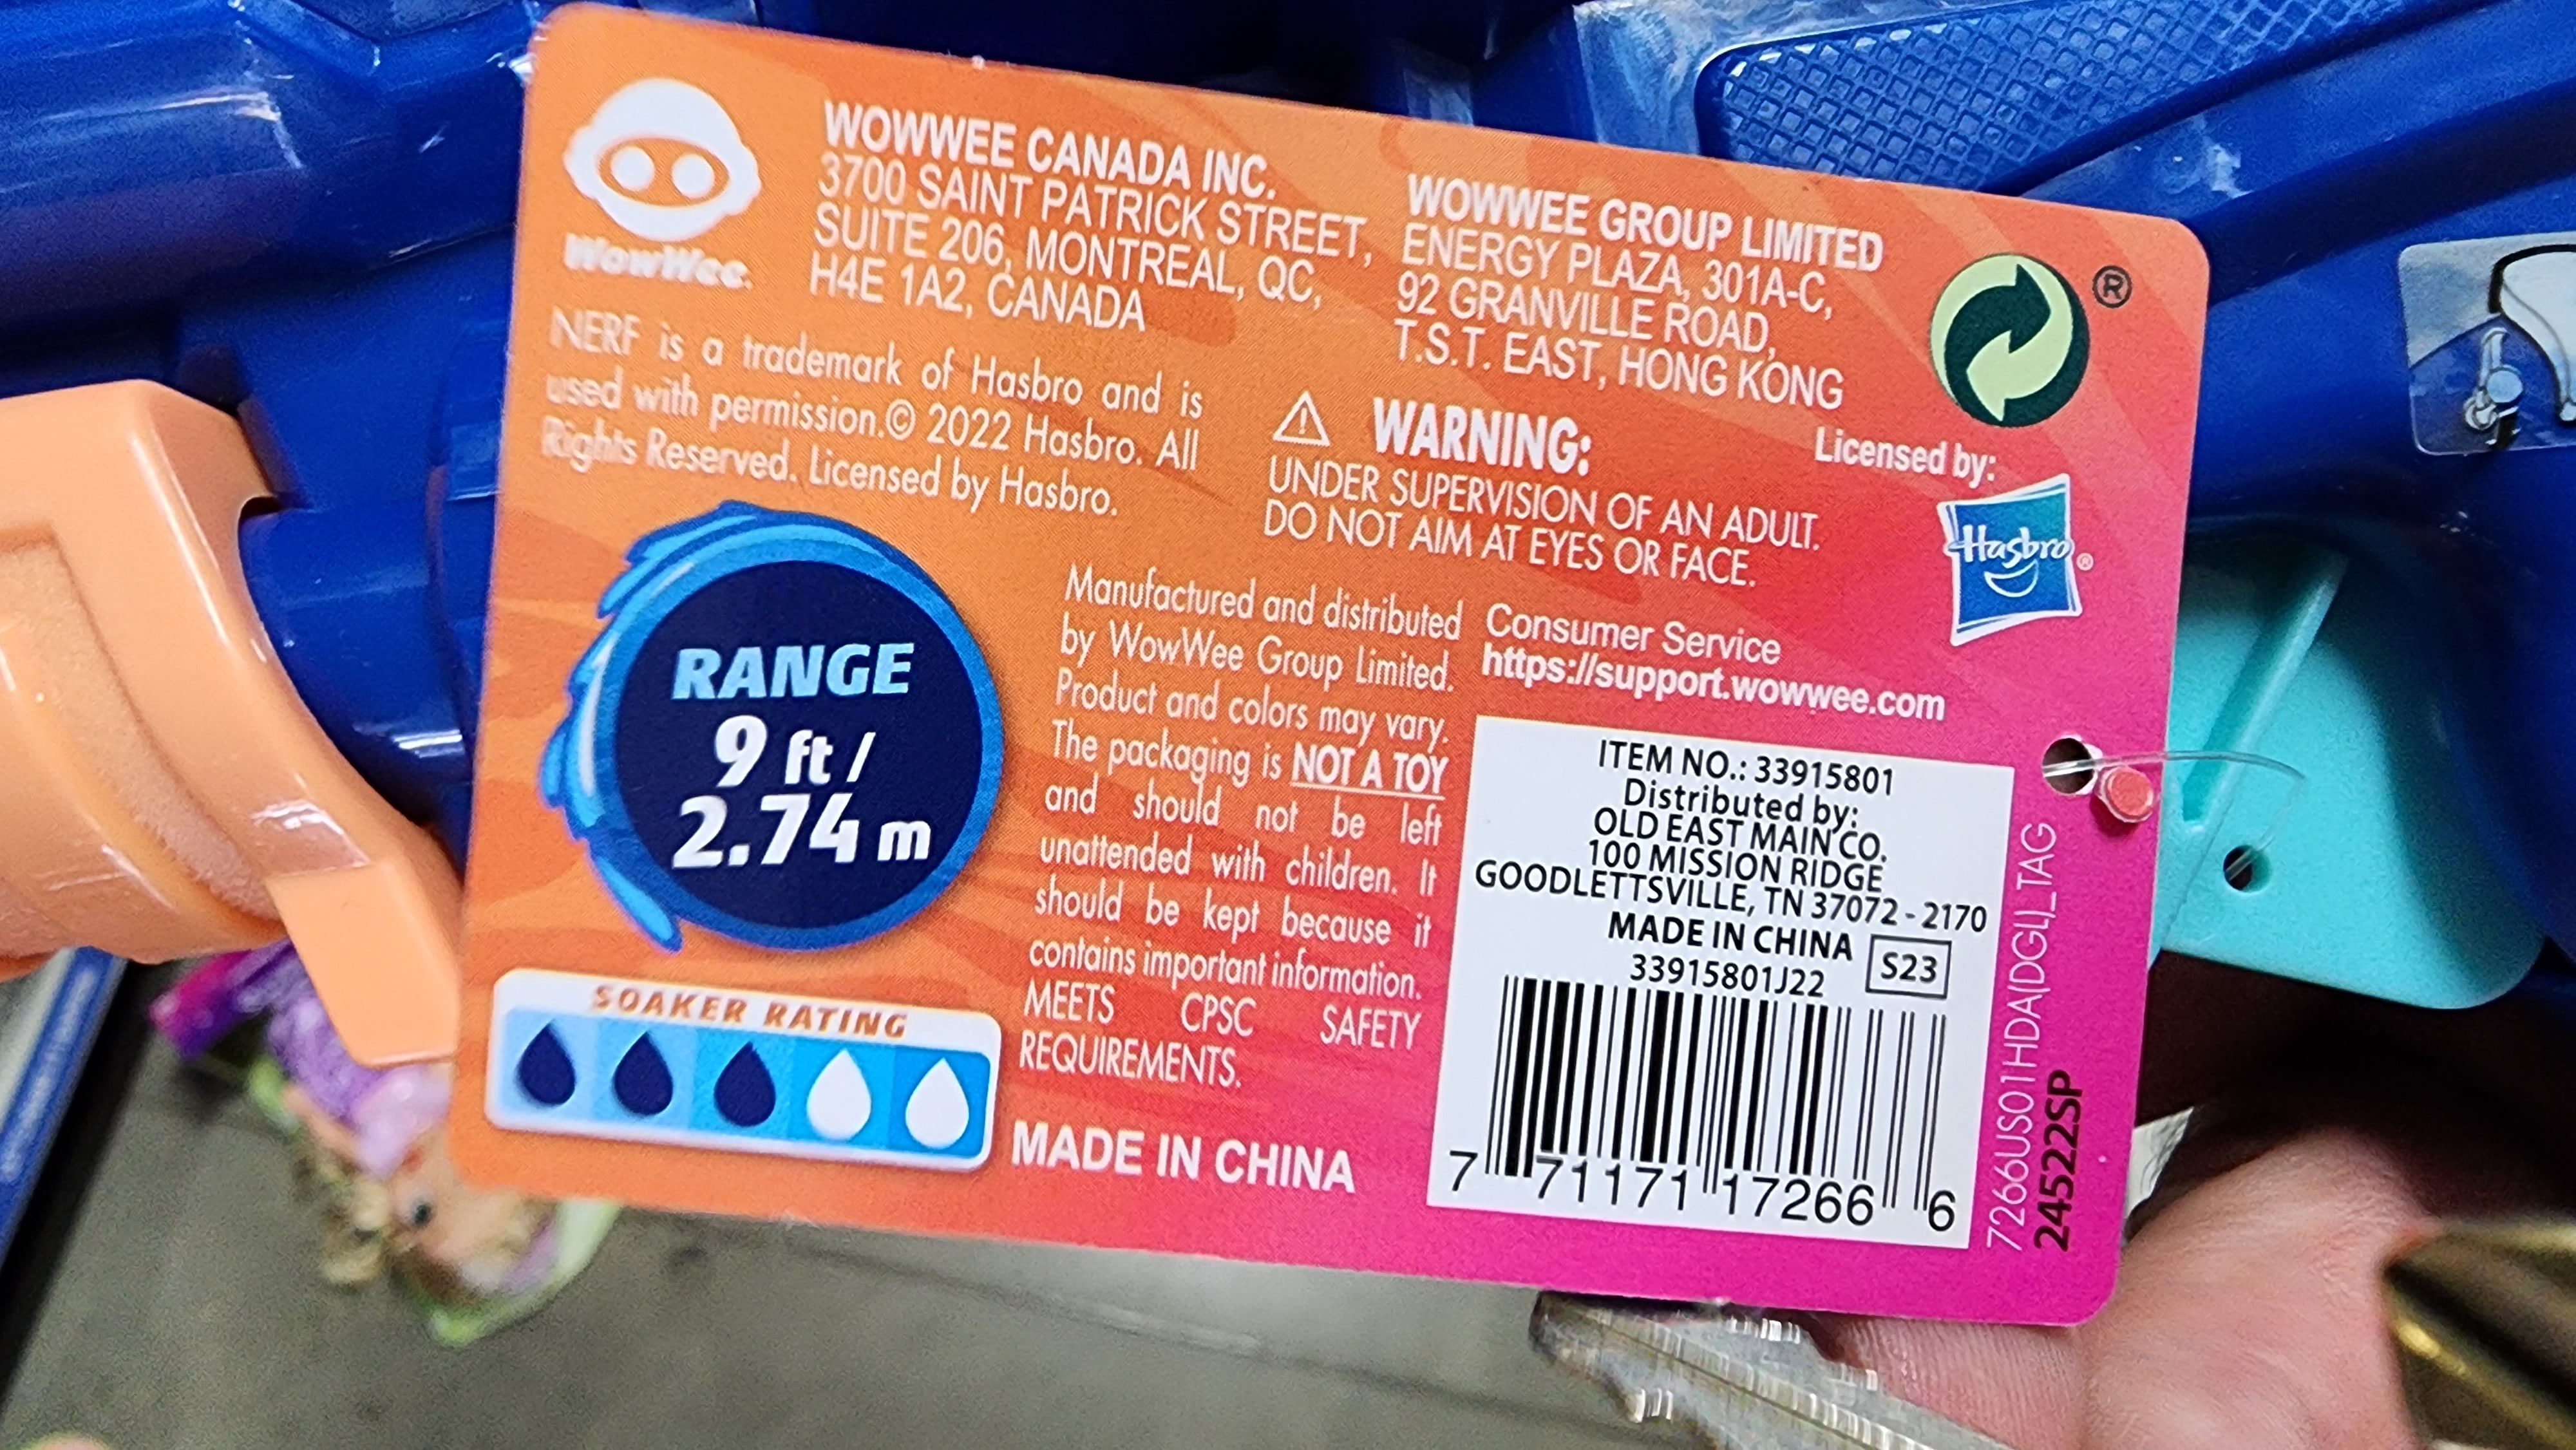 WowWee.
WOWWEE CANADA INC.
3700 SAINT PATRICK STREET,
SUITE 206, MONTREAL, QC,
H4E 1A2, CANADA
WOWWEE GROUP LIMITED
ENERGY PLAZA, 301A-C,
92 GRANVILLE ROAD,
T.S.T. EAST, HONG KONG
®
NERF is a trademark of Hasbro and is
used with permission.© 2022 Hasbro. All
Rights Reserved. Licensed by Hasbro.
⚠ WARNING:
UNDER SUPERVISION OF AN ADULT.
DO NOT AIM AT EYES OR FACE.
Licensed by:
Hasbro®
RANGE
9 ft /
2.74 m
SOAKER RATING
Manufactured and distributed
by WowWee Group Limited.
Product and colors may vary.
The packaging is NOT A TOY
and should not be left
unattended with children. It
should be kept because it
contains important information.
MEETS CPSC SAFETY
REQUIREMENTS.
MADE IN CHINA
Consumer Service
https://support.wowwee.com
ITEM NO.: 33915801
Distributed by:
OLD EAST MAIN CO.
100 MISSION RIDGE
GOODLETTSVILLE, TN 37072 - 2170
MADE IN CHINA
33915801J22
S23
7 71171 17266 6
7266US01HDA(DGL)_TAG
24522SP